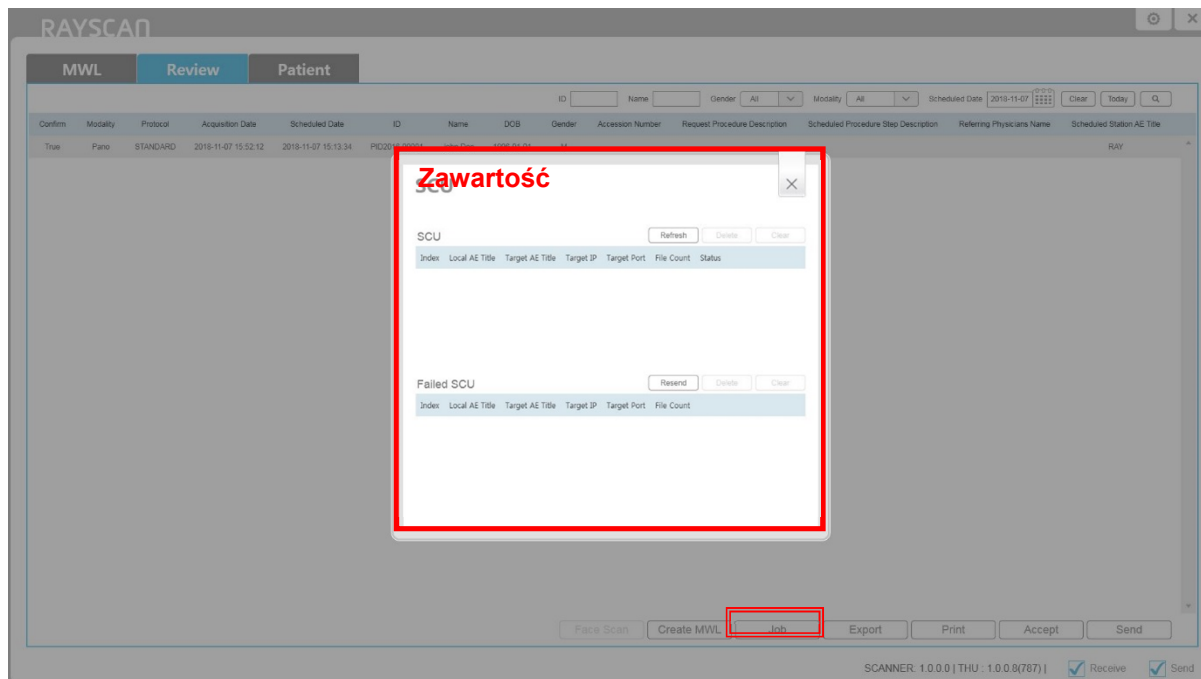 RAYSCAN
MWL Review Patient
ID Name Gender All Modality All Scheduled Date 2018-11-07 Clear Today
Confirm Modality Protocol Acquisition Date Scheduled Date ID Name DOB Gender Accession Number Request Procedure Description Scheduled Procedure Step Description Referring Physicians Name Scheduled Station AE Title
True Pano STANDARD 2018-11-07 15:52:12 2018-11-07 15:13:34 RAY
Zawartość
SCU
SCU Refresh Delete Clear
Index Local AE Title Target AE Title Target IP Target Port File Count Status
Failed SCU Resend Delete Clear
Index Local AE Title Target AE Title Target IP Target Port File Count
Face Scan Create MWL Job Export Print Accept Send
SCANNER: 1.0.0.0 | THU : 1.0.0.8(787) | Receive Send